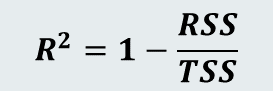 R² = 1 − RSS/TSS